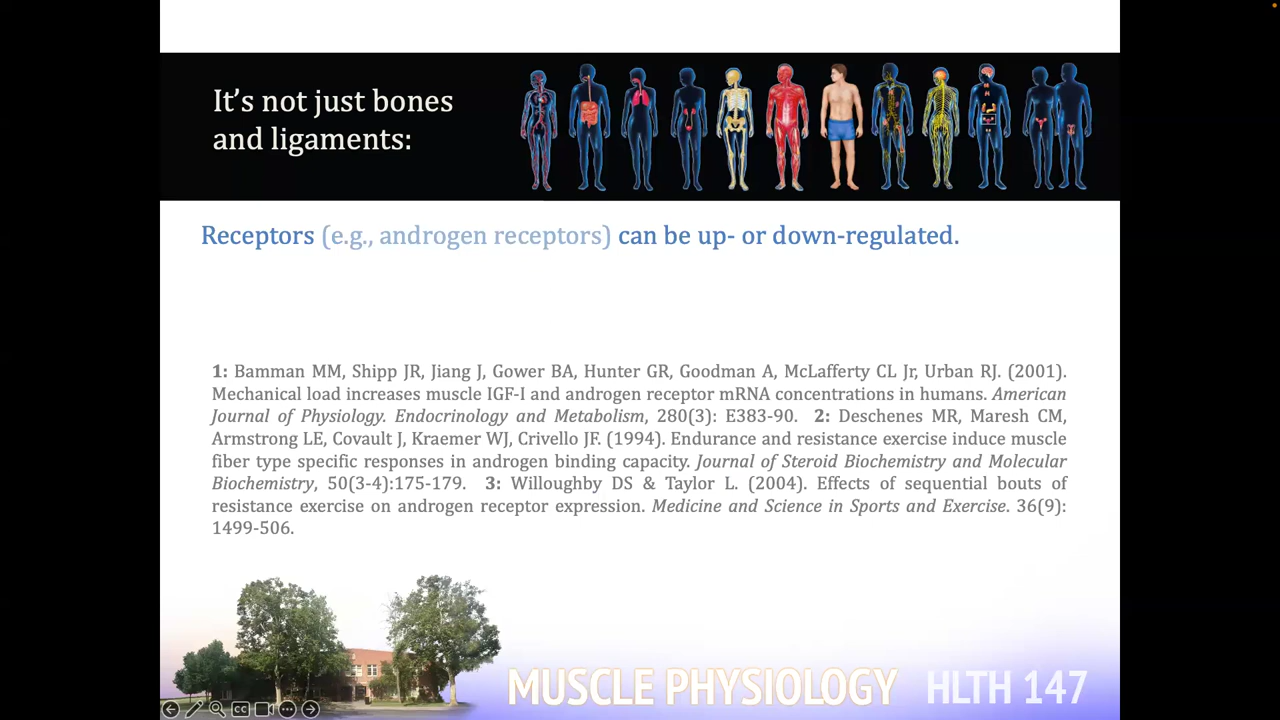 It's not just bones
and ligaments:
Receptors (e.g., androgen receptors) can be up- or down-regulated.
1: Bamman MM, Shipp JR, Jiang J, Gower BA, Hunter GR, Goodman A, McLafferty CL Jr, Urban RJ. (2001).
Mechanical load increases muscle IGF-I and androgen receptor mRNA concentrations in humans. American
Journal of Physiology. Endocrinology and Metabolism, 280(3): E383-90. 2: Deschenes MR, Maresh CM,
Armstrong LE, Covault J, Kraemer WJ, Crivello JF. (1994). Endurance and resistance exercise induce muscle
fiber type specific responses in androgen binding capacity. Journal of Steroid Biochemistry and Molecular
Biochemistry, 50(3-4):175-179. 3: Willoughby DS & Taylor L. (2004). Effects of sequential bouts of
resistance exercise on androgen receptor expression. Medicine and Science in Sports and Exercise. 36(9):
1499-506.
MUSCLE PHYSIOLOGY HLTH 147
CC